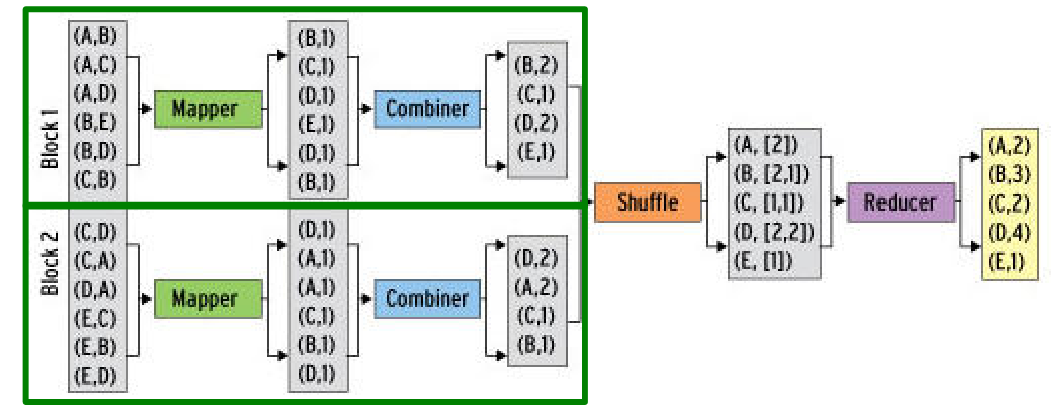 Block 1
(A,B)
(A,C)
(A,D)
(B,E)
(B,D)
(C,B)
Mapper
(B,1)
(C,1)
(D,1)
(E,1)
(D,1)
(B,1)
Combiner
(B,2)
(C,1)
(D,2)
(E,1)
Block 2
(C,D)
(C,A)
(D,A)
(E,C)
(E,B)
(E,D)
Mapper
(D,1)
(A,1)
(A,1)
(C,1)
(B,1)
(D,1)
Combiner
(D,2)
(A,2)
(C,1)
(B,1)
Shuffle
(A, [2])
(B, [2,1])
(C, [1,1])
(D, [2,2])
(E, [1])
Reducer
(A,2)
(B,3)
(C,2)
(D,4)
(E,1)